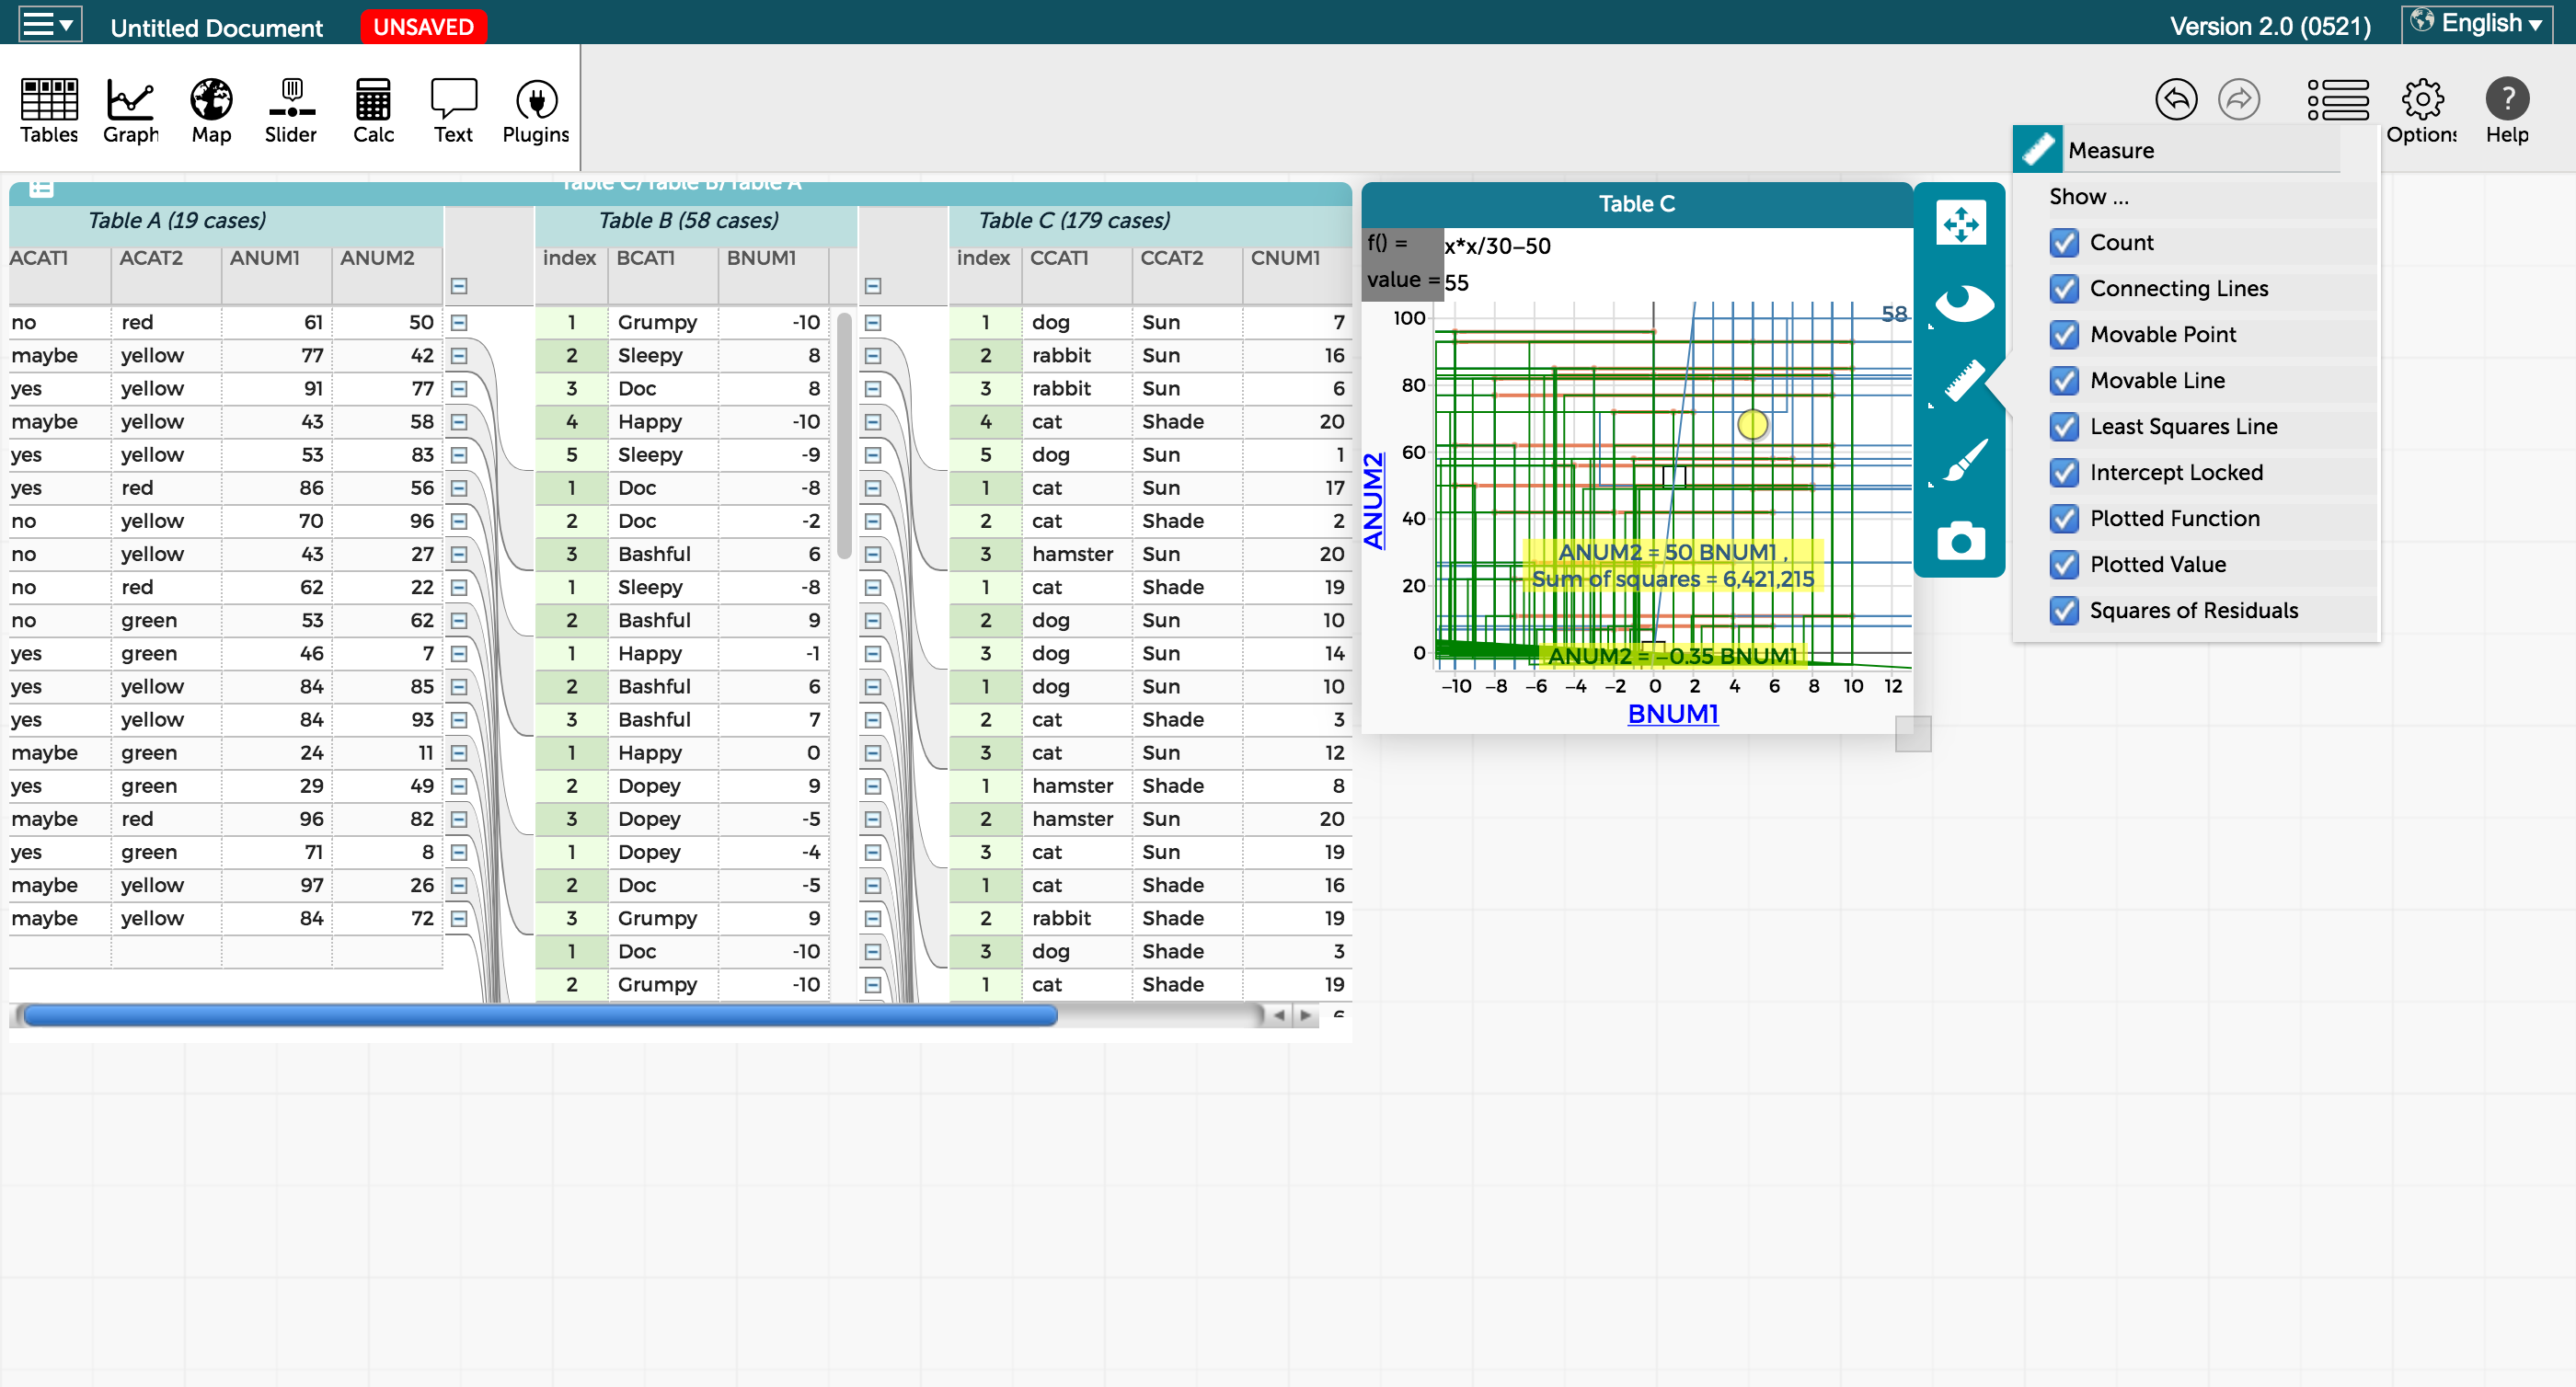 Untitled Document UNSAVED Version 2.0 (0521) English
Tables Graph Map Slider Calc Text Plugins Options Help
Table C/Table B/Table A
Table A (19 cases) Table B (58 cases) Table C (179 cases)
ACAT1 ACAT2 ANUM1 ANUM2 index BCAT1 BNUM1 index CCAT1 CCAT2 CNUM1
no red 61 50 1 Grumpy -10 1 dog Sun 7
maybe yellow 77 42 2 Sleepy 8 2 rabbit Sun 16
yes yellow 91 77 3 Doc 8 3 rabbit Sun 6
maybe yellow 43 58 4 Happy -10 4 cat Shade 20
yes yellow 53 83 5 Sleepy -9 5 dog Sun 1
yes red 86 56 1 Doc -8 1 cat Sun 17
no yellow 70 96 2 Doc -2 2 cat Shade 2
no yellow 43 27 3 Bashful 6 3 hamster Sun 20
no red 62 22 1 Sleepy -8 1 cat Shade 19
no green 53 62 2 Bashful 9 2 dog Sun 10
yes green 46 7 1 Happy -1 3 dog Sun 14
yes yellow 84 85 2 Bashful 6 1 dog Sun 10
yes yellow 84 93 3 Bashful 7 2 cat Shade 3
maybe green 24 11 1 Happy 0 3 cat Sun 12
yes green 29 49 2 Dopey 9 1 hamster Shade 8
maybe red 96 82 3 Dopey -5 2 hamster Sun 20
yes green 71 8 1 Dopey -4 3 cat Sun 19
maybe yellow 97 26 2 Doc -5 1 cat Shade 16
maybe yellow 84 72 3 Grumpy 9 2 rabbit Shade 19
1 Doc -10 3 dog Shade 3
2 Grumpy -10 1 cat Shade 19
Table C
f() = x*x/30–50
value = 55
58
100
80
60
40
20
0
ANUM2
ANUM2 = 50 BNUM1 ,
Sum of squares = 6,421,215
ANUM2 = –0.35 BNUM1
–10 –8 –6 –4 –2 0 2 4 6 8 10 12
BNUM1
Measure
Show ...
Count
Connecting Lines
Movable Point
Movable Line
Least Squares Line
Intercept Locked
Plotted Function
Plotted Value
Squares of Residuals